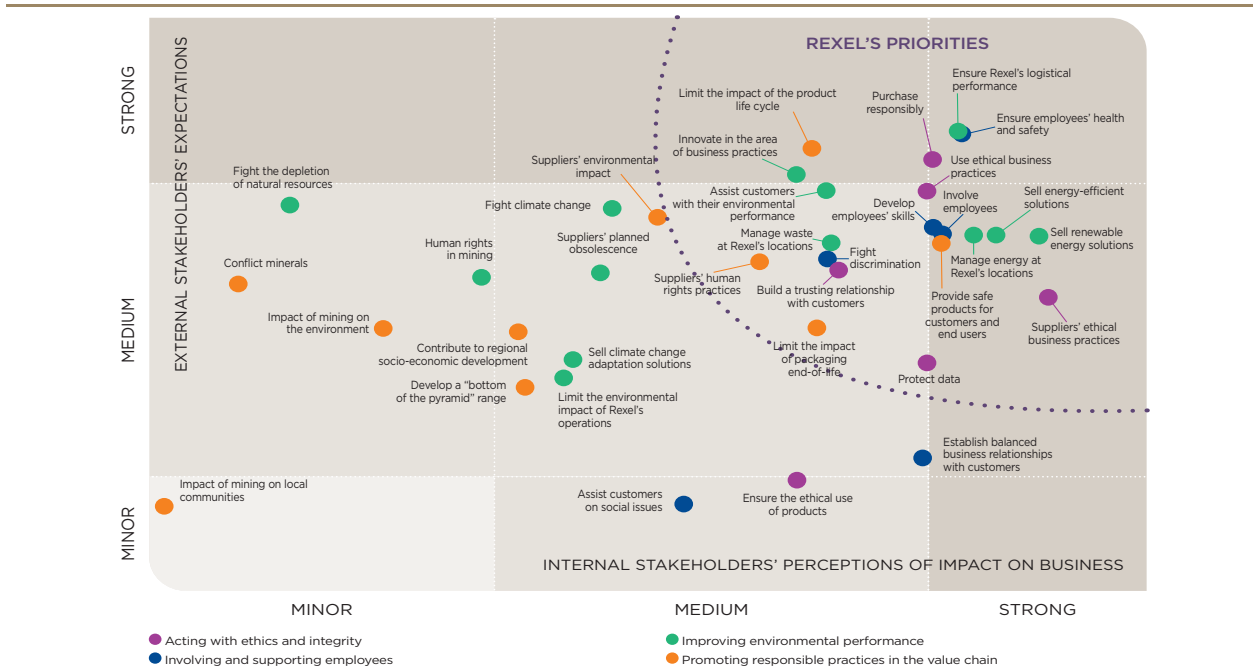 REXEL'S PRIORITIES
STRONG
MEDIUM
MINOR
EXTERNAL STAKEHOLDERS' EXPECTATIONS
Ensure Rexel's logistical
performance
Limit the impact of the product
life cycle
Purchase
responsibly
Ensure employees' health
and safety
Innovate in the area
of business practices
Suppliers' environmental
impact
Use ethical business
practices
Fight the depletion
of natural resources
Assist customers
with their environmental
performance
Develop
employees' skills
Involve
employees
Sell energy-efficient
solutions
Fight climate change
Manage waste
at Rexel's locations
Sell renewable
energy solutions
Human rights
in mining
Suppliers' planned
obsolescence
Fight
discrimination
Manage energy at
Rexel's locations
Conflict minerals
Suppliers' human
rights practices
Build a trusting relationship
with customers
Provide safe
products for
customers and
end users
Suppliers' ethical
business practices
Impact of mining on
the environment
Contribute to regional
socio-economic development
Sell climate change
adaptation solutions
Limit the impact
of packaging
end-of-life
Protect data
Develop a “bottom
of the pyramid” range
Limit the environmental
impact of Rexel's
operations
Establish balanced
business relationships
with customers
Impact of mining on local
communities
Assist customers
on social issues
Ensure the ethical use
of products
INTERNAL STAKEHOLDERS' PERCEPTIONS OF IMPACT ON BUSINESS
MINOR
MEDIUM
STRONG
Acting with ethics and integrity
Involving and supporting employees
Improving environmental performance
Promoting responsible practices in the value chain